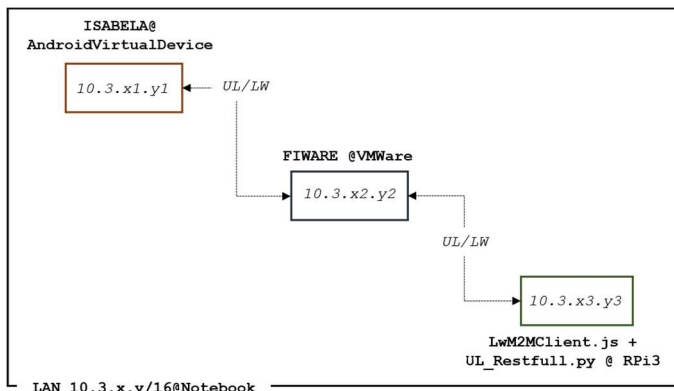 ISABELA@
AndroidVirtualDevice
10.3.x1.y1
UL/LW
FIWARE @VMWare
10.3.x2.y2
UL/LW
10.3.x3.y3
LwM2MClient.js +
UL_Restfull.py @ RPi3
LAN 10.3.x.y/16@Notebook